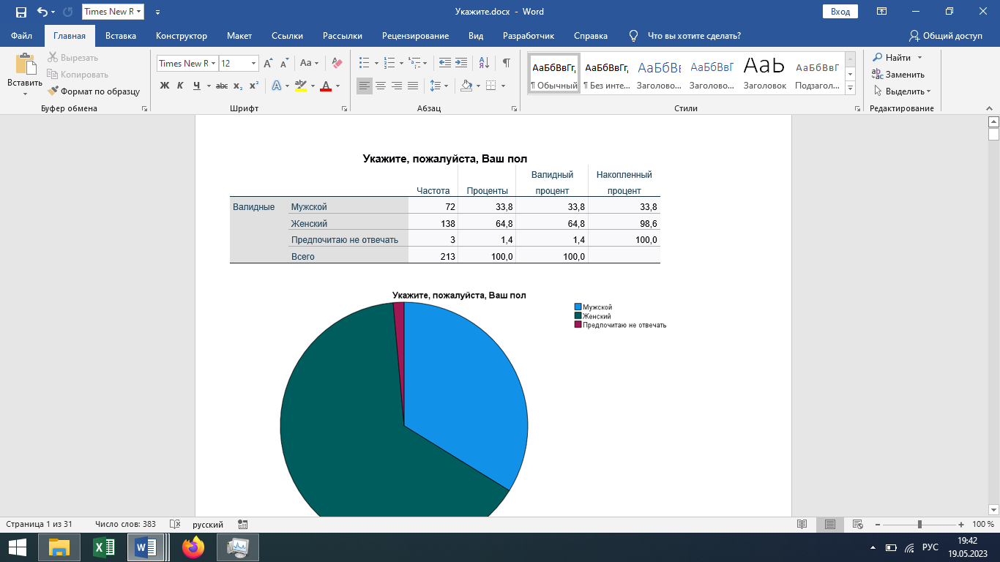 Times New R
Укажите.docx - Word
Вход
Файл Главная Вставка Конструктор Макет Ссылки Рассылки Рецензирование Вид Разработчик Справка Что вы хотите сделать? Общий доступ
Вставить
Вырезать
Копировать
Формат по образцу
Буфер обмена
Times New R 12
Aa
Ж К Ч abc x₂ x²
Шрифт
Абзац
АаБбВвГг, АаБбВвГг, АаБбВв АаБбВвГ АаЬ АаБбВвГ
¶ Обычный ¶ Без инте... Заголово... Заголово... Заголовок Подзагол...
Стили
Найти
Заменить
Выделить
Редактирование
Укажите, пожалуйста, Ваш пол
Частота Проценты Валидный процент Накопленный процент
Валидные Мужской 72 33,8 33,8 33,8
Женский 138 64,8 64,8 98,6
Предпочитаю не отвечать 3 1,4 1,4 100,0
Всего 213 100,0 100,0
Укажите, пожалуйста, Ваш пол
Мужской
Женский
Предпочитаю не отвечать
Страница 1 из 31 Число слов: 383 русский 100 %
РУС
19:42
19.05.2023